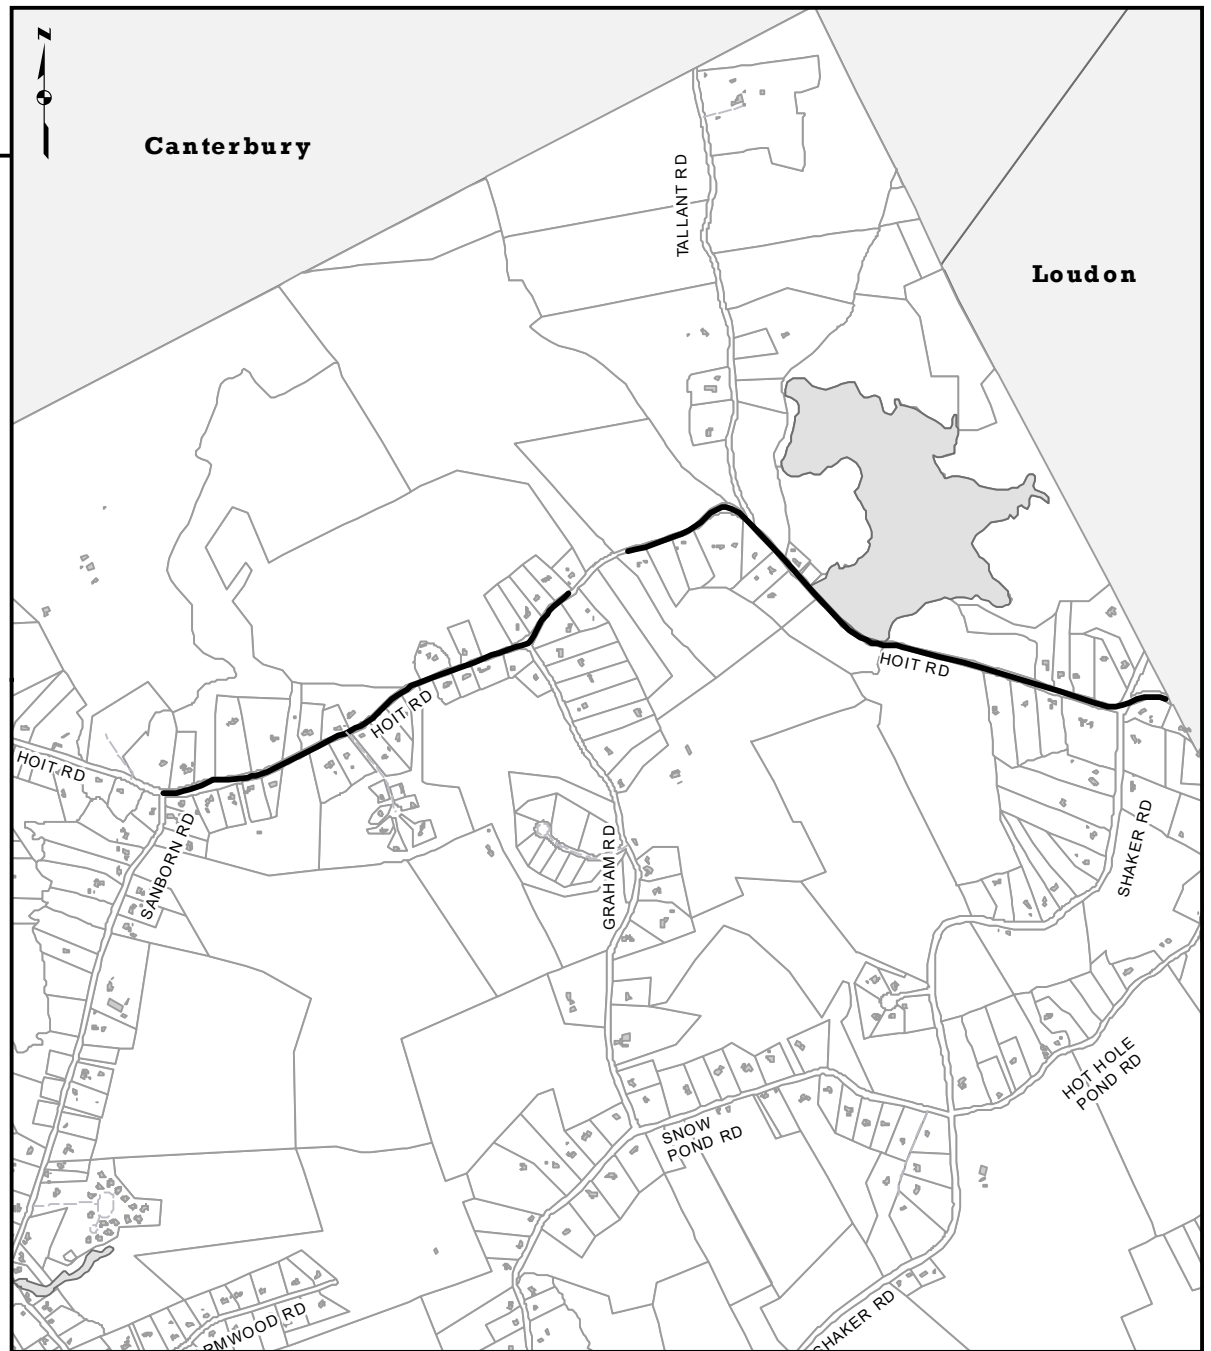 N
Canterbury
TALLANT RD
Loudon
HOIT RD
HOIT RD
HOIT RD
SANBORN RD
GRAHAM RD
SHAKER RD
HOT HOLE
POND RD
SNOW
POND RD
RMWOOD RD
SHAKER RD